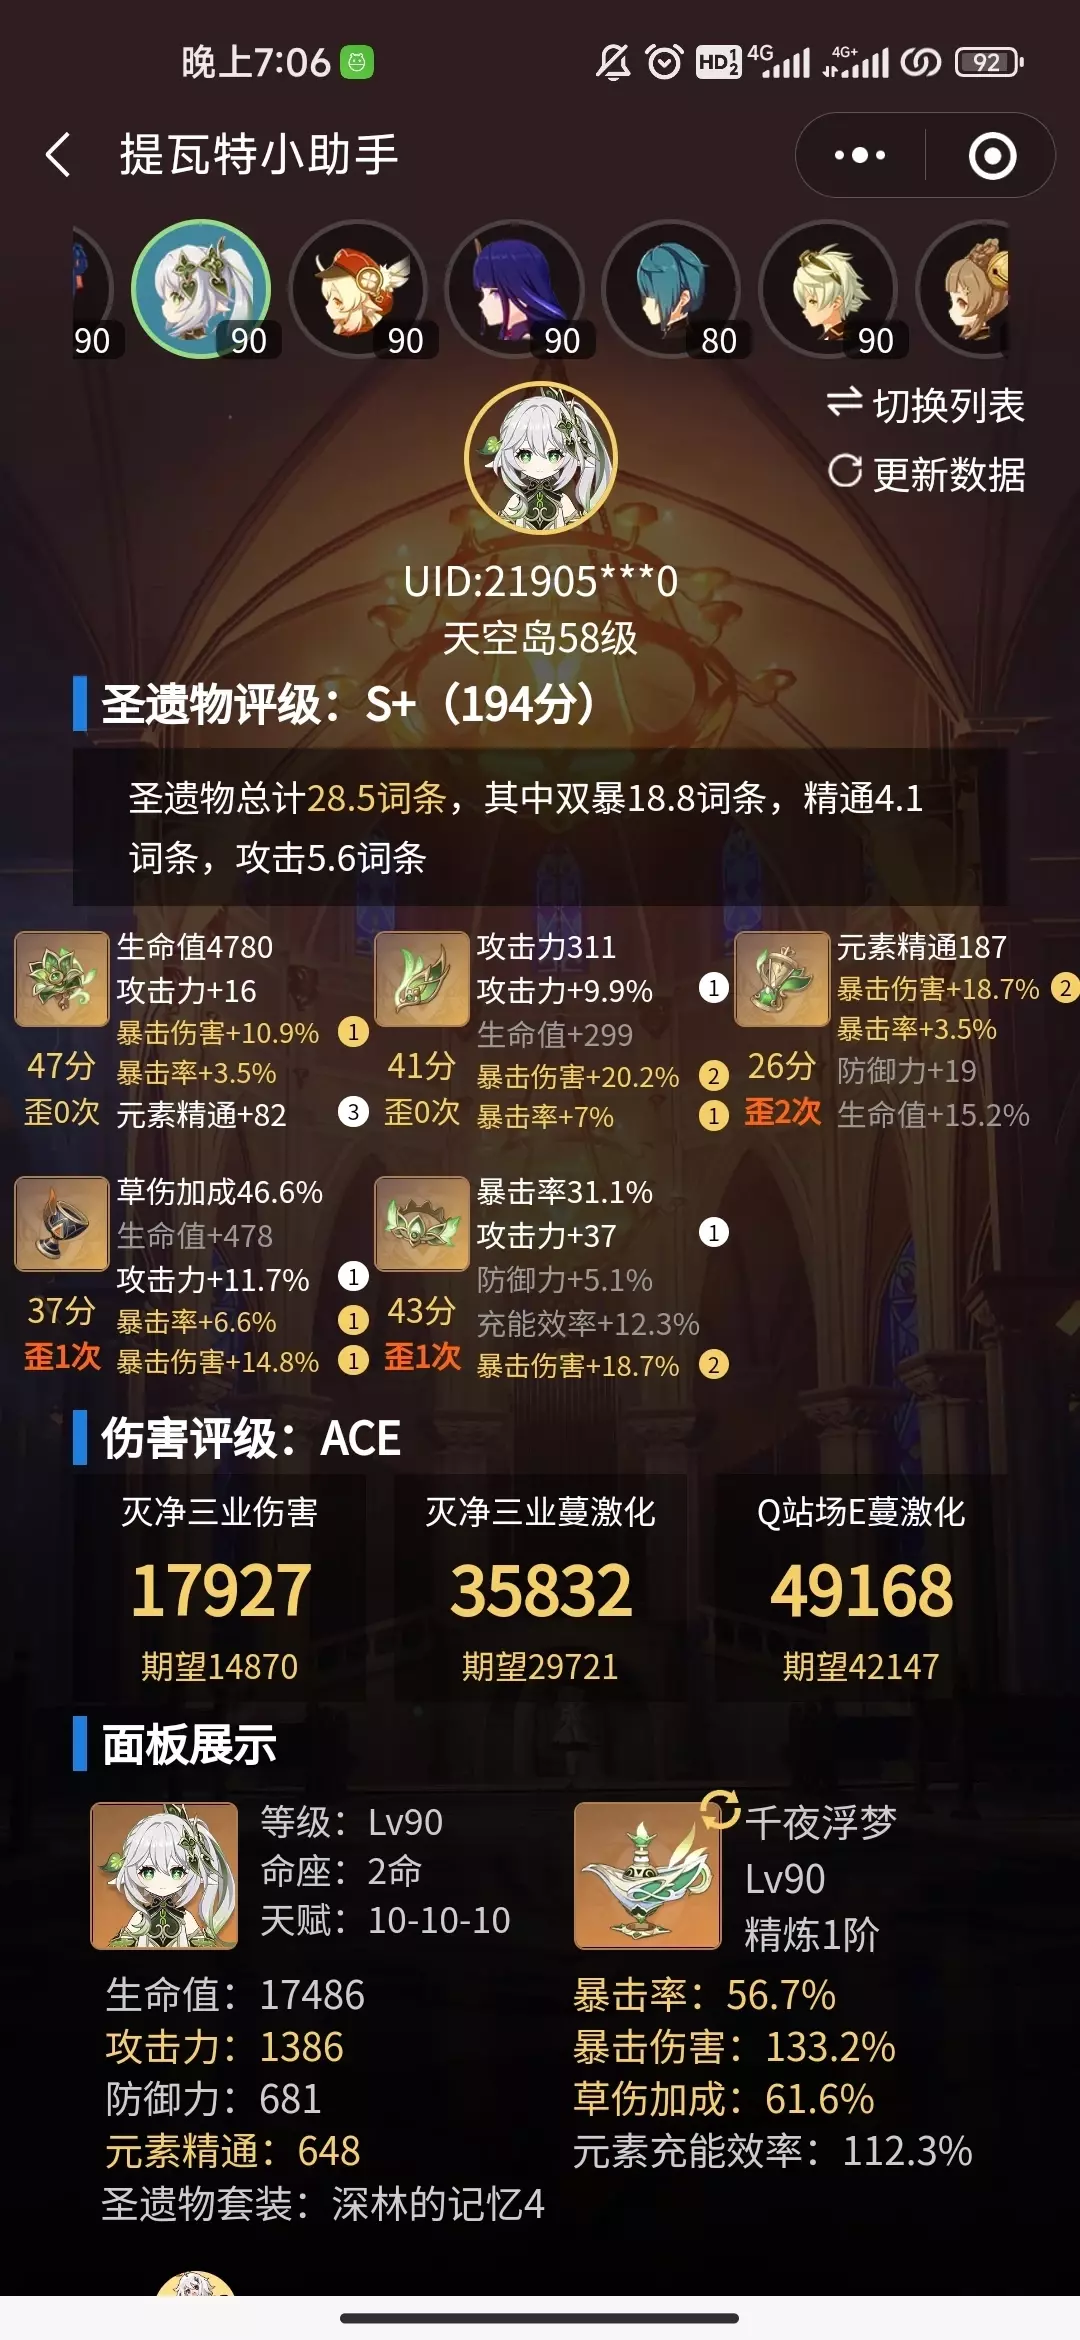 晚上7:06
HD 1 2 4G 4G+ 92
提瓦特小助手
90 90 90 90 80 90
切换列表
更新数据
UID:21905***0
天空岛58级
圣遗物评级：S+（194分）
圣遗物总计28.5词条，其中双暴18.8词条，精通4.1
词条，攻击5.6词条
生命值4780
攻击力+16
暴击伤害+10.9% 1
暴击率+3.5%
元素精通+82 3
47分
歪0次
攻击力311
攻击力+9.9% 1
生命值+299
暴击伤害+20.2% 2
暴击率+7% 1
41分
歪0次
元素精通187
暴击伤害+18.7% 2
暴击率+3.5%
防御力+19
生命值+15.2%
26分
歪2次
草伤加成46.6%
生命值+478
攻击力+11.7% 1
暴击率+6.6% 1
暴击伤害+14.8% 1
37分
歪1次
暴击率31.1%
攻击力+37 1
防御力+5.1%
充能效率+12.3%
暴击伤害+18.7% 2
43分
歪1次
伤害评级：ACE
灭净三业伤害
17927
期望14870
灭净三业蔓激化
35832
期望29721
Q站场E蔓激化
49168
期望42147
面板展示
等级：Lv90
命座：2命
天赋：10-10-10
千夜浮梦
Lv90
精炼1阶
生命值：17486
暴击率：56.7%
攻击力：1386
暴击伤害：133.2%
防御力：681
草伤加成：61.6%
元素精通：648
元素充能效率：112.3%
圣遗物套装：深林的记忆4